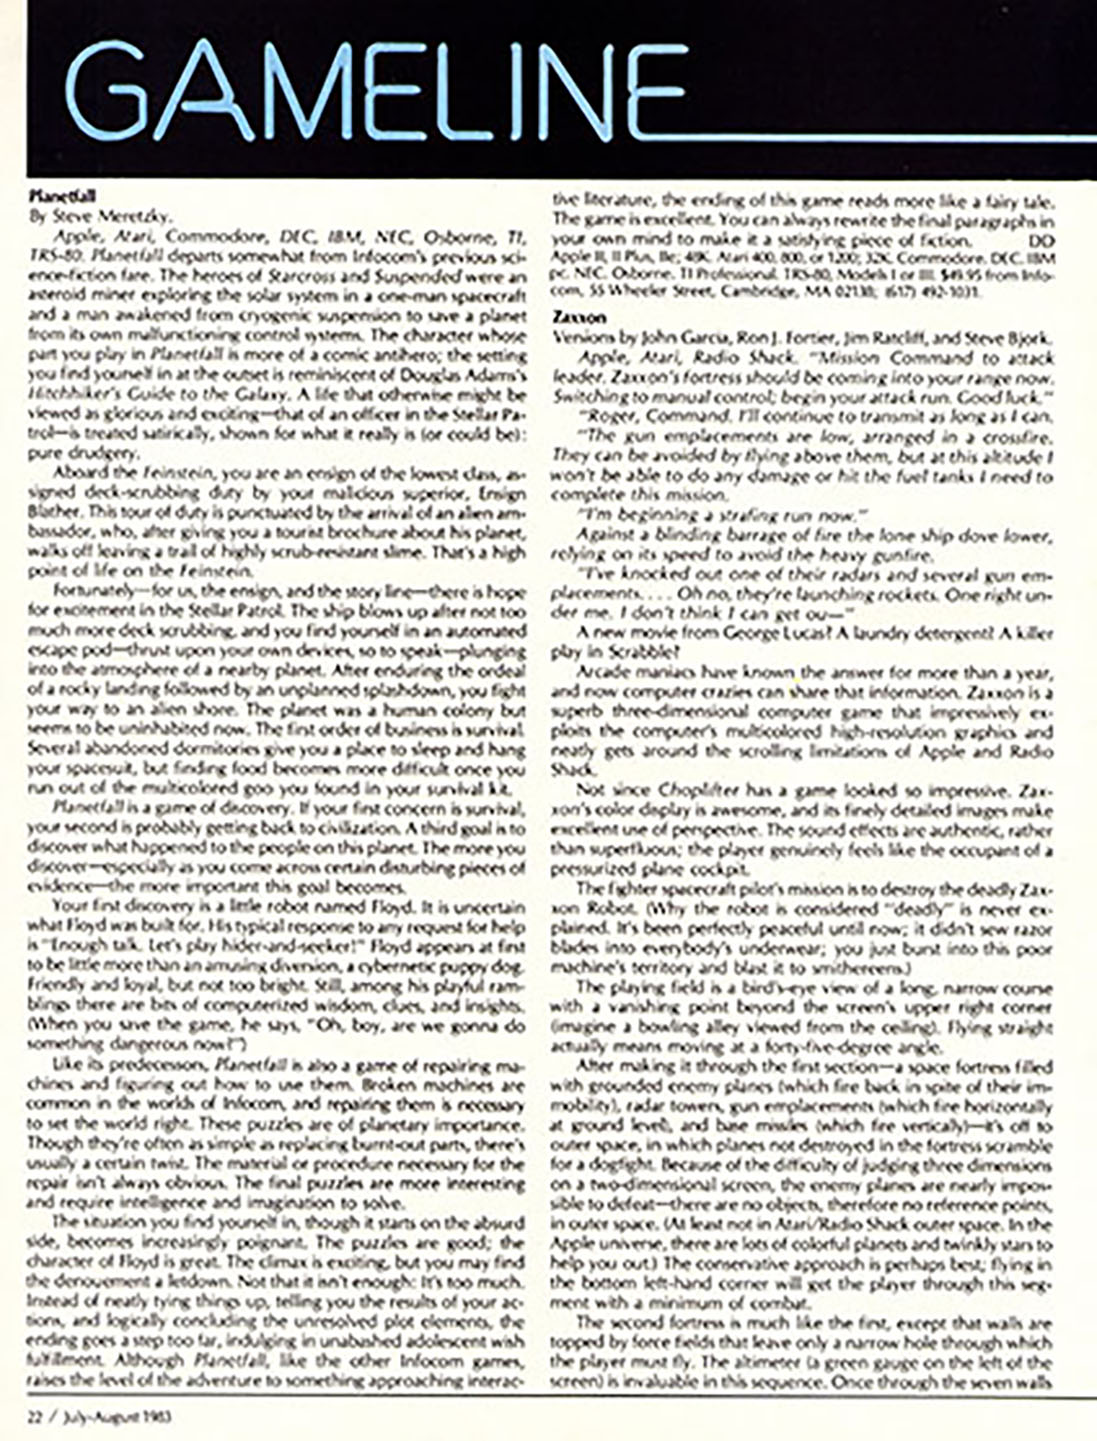 GAMELINE
Planetfall
By Steve Meretzky.
Apple, Atari, Commodore, DEC, IBM, NEC, Osborne, TI,
TRS-80. Planetfall departs somewhat from Infocom's previous sci-
ence-fiction fare. The heroes of Starcross and Suspended were an
asteroid miner exploring the solar system in a one-man spacecraft
and a man awakened from cryogenic suspension to save a planet
from its own malfunctioning control systems. The character whose
part you play in Planetfall is more of a comic antihero; the setting
you find yourself in at the outset is reminiscent of Douglas Adams's
Hitchhiker's Guide to the Galaxy. A life that otherwise might be
viewed as glorious and exciting—that of an officer in the Stellar Pa-
trol—is treated satirically, shown for what it really is (or could be):
pure drudgery.
Aboard the Feinstein, you are an ensign of the lowest class, as-
signed deck-scrubbing duty by your malicious superior, Ensign
Blather. This tour of duty is punctuated by the arrival of an alien am-
bassador, who, after giving you a tourist brochure about his planet,
walks off leaving a trail of highly scrub-resistant slime. That's a high
point of life on the Feinstein.
Fortunately—for us, the ensign, and the story line—there is hope
for excitement in the Stellar Patrol. The ship blows up after not too
much more deck scrubbing, and you find yourself in an automated
escape pod—thrust upon your own devices, so to speak—plunging
into the atmosphere of a nearby planet. After enduring the ordeal
of a rocky landing followed by an unplanned splashdown, you fight
your way to an alien shore. The planet was a human colony but
seems to be uninhabited now. The first order of business is survival.
Several abandoned dormitories give you a place to sleep and hang
your spacesuit, but finding food becomes more difficult once you
run out of the multicolored goo you found in your survival kit.
Planetfall is a game of discovery. If your first concern is survival,
your second is probably getting back to civilization. A third goal is to
discover what happened to the people on this planet. The more you
discover—especially as you come across certain disturbing pieces of
evidence—the more important this goal becomes.
Your first discovery is a little robot named Floyd. It is uncertain
what Floyd was built for. His typical response to any request for help
is "Enough talk. Let's play hider-and-seeker!" Floyd appears at first
to be little more than an amusing diversion, a cybernetic puppy dog.
Friendly and loyal, but not too bright. Still, among his playful ram-
blings there are bits of computerized wisdom, clues, and insights.
(When you save the game, he says, "Oh, boy, are we gonna do
something dangerous now?")
Like its predecessors, Planetfall is also a game of repairing ma-
chines and figuring out how to use them. Broken machines are
common in the worlds of Infocom, and repairing them is necessary
to set the world right. These puzzles are of planetary importance.
Though they're often as simple as replacing burnt-out parts, there's
usually a certain twist. The material or procedure necessary for the
repair isn't always obvious. The final puzzles are more interesting
and require intelligence and imagination to solve.
The situation you find yourself in, though it starts on the absurd
side, becomes increasingly poignant. The puzzles are good; the
character of Floyd is great. The climax is exciting, but you may find
the denouement a letdown. Not that it isn't enough: It's too much.
Instead of neatly tying things up, telling you the results of your ac-
tions, and logically concluding the unresolved plot elements, the
ending goes a step too far, indulging in unabashed adolescent wish
fulfillment. Although Planetfall, like the other Infocom games,
raises the level of the adventure to something approaching interac-
tive literature, the ending of this game reads more like a fairy tale.
The game is excellent. You can always rewrite the final paragraphs in
your own mind to make it a satisfying piece of fiction. DO
Apple II, II Plus, IIe; 48K. Atari 400, 800, or 1200; 32K. Commodore. DEC. IBM
pc. NEC. Osborne. TI Professional. TRS-80, Models I or III. $49.95 from Info-
com, 55 Wheeler Street, Cambridge, MA 02138; (617) 492-1031.
Zaxxon
Versions by John Garcia, Ron J. Fortier, Jim Ratcliff, and Steve Bjork.
Apple, Atari, Radio Shack. "Mission Command to attack
leader. Zaxxon's fortress should be coming into your range now.
Switching to manual control; begin your attack run. Good luck."
"Roger, Command. I'll continue to transmit as long as I can.
"The gun emplacements are low, arranged in a crossfire.
They can be avoided by flying above them, but at this altitude I
won't be able to do any damage or hit the fuel tanks I need to
complete this mission.
"I'm beginning a strafing run now."
Against a blinding barrage of fire the lone ship dove lower,
relying on its speed to avoid the heavy gunfire.
"I've knocked out one of their radars and several gun em-
placements. . . . Oh no, they're launching rockets. One right un-
der me. I don't think I can get ou—"
A new movie from George Lucas? A laundry detergent? A killer
play in Scrabble?
Arcade maniacs have known the answer for more than a year,
and now computer crazies can share that information. Zaxxon is a
superb three-dimensional computer game that impressively ex-
ploits the computer's multicolored high-resolution graphics and
neatly gets around the scrolling limitations of Apple and Radio
Shack.
Not since Choplifter has a game looked so impressive. Zax-
xon's color display is awesome, and its finely detailed images make
excellent use of perspective. The sound effects are authentic, rather
than superfluous; the player genuinely feels like the occupant of a
pressurized plane cockpit.
The fighter spacecraft pilot's mission is to destroy the deadly Zax-
xon Robot. (Why the robot is considered "deadly" is never ex-
plained. It's been perfectly peaceful until now; it didn't sew razor
blades into everybody's underwear; you just burst into this poor
machine's territory and blast it to smithereens.)
The playing field is a bird's-eye view of a long, narrow course
with a vanishing point beyond the screen's upper right corner
(imagine a bowling alley viewed from the ceiling). Flying straight
actually means moving at a forty-five-degree angle.
After making it through the first section—a space fortress filled
with grounded enemy planes (which fire back in spite of their im-
mobility), radar towers, gun emplacements (which fire horizontally
at ground level), and base missles (which fire vertically)—it's off to
outer space, in which planes not destroyed in the fortress scramble
for a dogfight. Because of the difficulty of judging three dimensions
on a two-dimensional screen, the enemy planes are nearly impos-
sible to defeat—there are no objects, therefore no reference points,
in outer space. (At least not in Atari/Radio Shack outer space. In the
Apple universe, there are lots of colorful planets and twinkly stars to
help you out.) The conservative approach is perhaps best; flying in
the bottom left-hand corner will get the player through this seg-
ment with a minimum of combat.
The second fortress is much like the first, except that walls are
topped by force fields that leave only a narrow hole through which
the player must fly. The altimeter (a green gauge on the left of the
screen) is invaluable in this sequence. Once through the seven walls
22 / July-August 1983